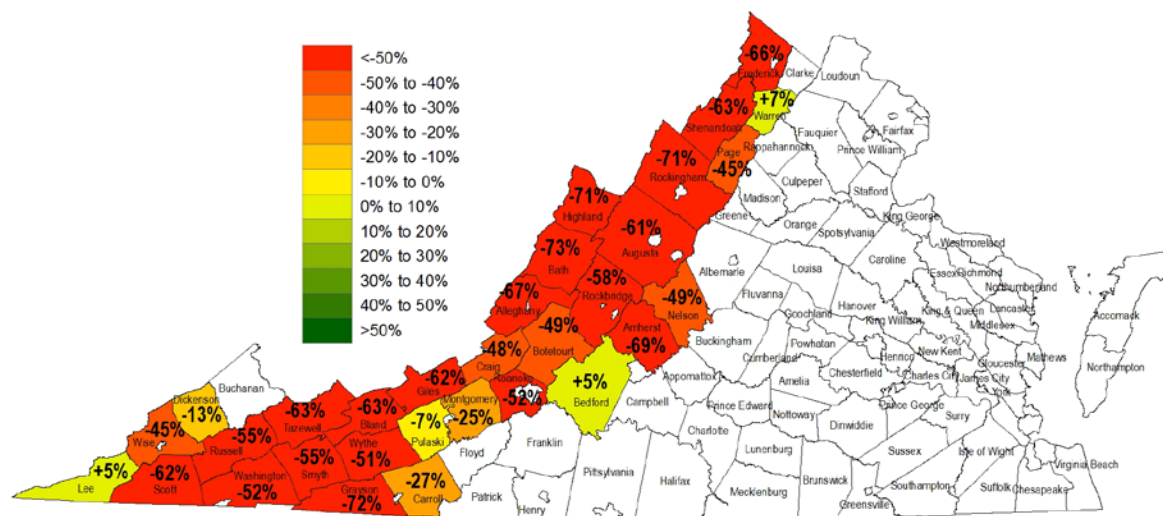 <-50%
-50% to -40%
-40% to -30%
-30% to -20%
-20% to -10%
-10% to 0%
0% to 10%
10% to 20%
20% to 30%
30% to 40%
40% to 50%
>50%
-66%
Frederick
Clarke
Loudoun
+7%
Warren
-63%
Shenandoah
Fauquier
Fairfax
Prince William
Page
-45%
Rappahannock
-71%
Rockingham
Culpeper
Stafford
Madison
Greene
King George
-71%
Highland
Orange
Spotsylvania
Westmoreland
-61%
Augusta
Caroline
-73%
Bath
Albemarle
Louisa
Essex
Richmond
Northumberland
-58%
Rockbridge
-67%
Alleghany
-49%
Nelson
Fluvanna
Hanover
Lancaster
Accomack
Goochland
King William
King & Queen
Middlesex
-49%
Botetourt
Amherst
-69%
Buckingham
Powhatan
Cumberland
Henrico
New Kent
Gloucester
Mathews
Northampton
-48%
Craig
Roanoke
-52%
+5%
Bedford
Appomattox
Campbell
Amelia
Chesterfield
Charles City
James City
York
-62%
Giles
Montgomery
-25%
Buchanan
Dickenson
-13%
Prince Edward
Nottoway
Prince George
Surry
-63%
Tazewell
-63%
Bland
-7%
Pulaski
Charlotte
Dinwiddie
-45%
Wise
-55%
Russell
Wythe
-51%
Floyd
Franklin
Lunenburg
Sussex
Isle of Wight
+5%
Lee
-62%
Scott
Washington
-52%
-55%
Smyth
Grayson
-72%
-27%
Carroll
Patrick
Henry
Pittsylvania
Halifax
Mecklenburg
Brunswick
Greensville
Southampton
Suffolk
Chesapeake
Virginia Beach